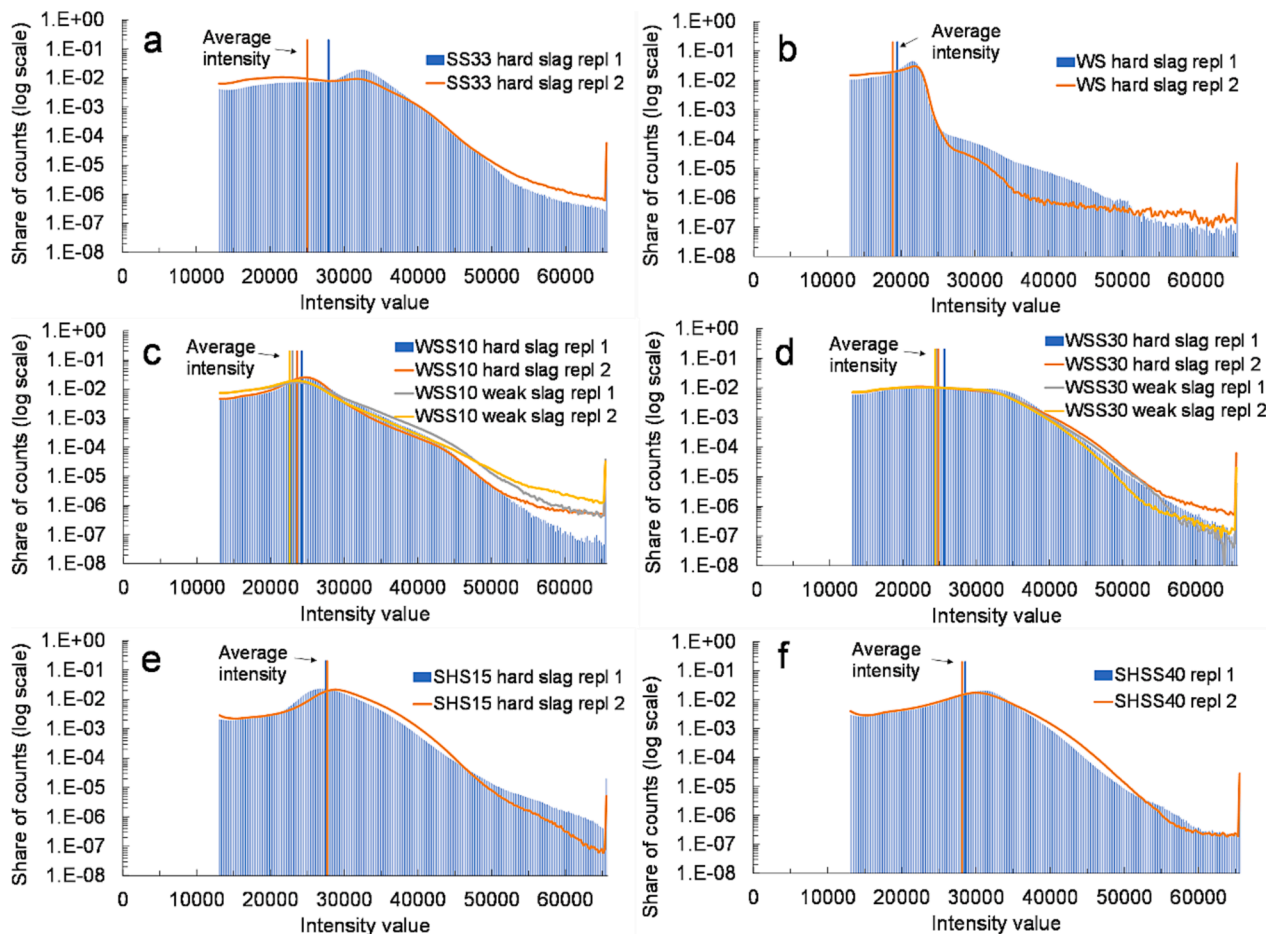 a
Share of counts (log scale)
1.E+00
1.E-01
1.E-02
1.E-03
1.E-04
1.E-05
1.E-06
1.E-07
1.E-08
Average
intensity
SS33 hard slag repl 1
SS33 hard slag repl 2
0 10000 20000 30000 40000 50000 60000
Intensity value
b
Share of counts (log scale)
1.E+00
1.E-01
1.E-02
1.E-03
1.E-04
1.E-05
1.E-06
1.E-07
1.E-08
Average
intensity
WS hard slag repl 1
WS hard slag repl 2
0 10000 20000 30000 40000 50000 60000
Intensity value
c
Share of counts (log scale)
1.E+00
1.E-01
1.E-02
1.E-03
1.E-04
1.E-05
1.E-06
1.E-07
1.E-08
Average
intensity
WSS10 hard slag repl 1
WSS10 hard slag repl 2
WSS10 weak slag repl 1
WSS10 weak slag repl 2
0 10000 20000 30000 40000 50000 60000
Intensity value
d
Share of counts (log scale)
1.E+00
1.E-01
1.E-02
1.E-03
1.E-04
1.E-05
1.E-06
1.E-07
1.E-08
Average
intensity
WSS30 hard slag repl 1
WSS30 hard slag repl 2
WSS30 weak slag repl 1
WSS30 weak slag repl 2
0 10000 20000 30000 40000 50000 60000
Intensity value
e
Share of counts (log scale)
1.E+00
1.E-01
1.E-02
1.E-03
1.E-04
1.E-05
1.E-06
1.E-07
1.E-08
Average
intensity
SHS15 hard slag repl 1
SHS15 hard slag repl 2
0 10000 20000 30000 40000 50000 60000
Intensity value
f
Share of counts (log scale)
1.E+00
1.E-01
1.E-02
1.E-03
1.E-04
1.E-05
1.E-06
1.E-07
1.E-08
Average
intensity
SHSS40 repl 1
SHSS40 repl 2
0 10000 20000 30000 40000 50000 60000
Intensity value